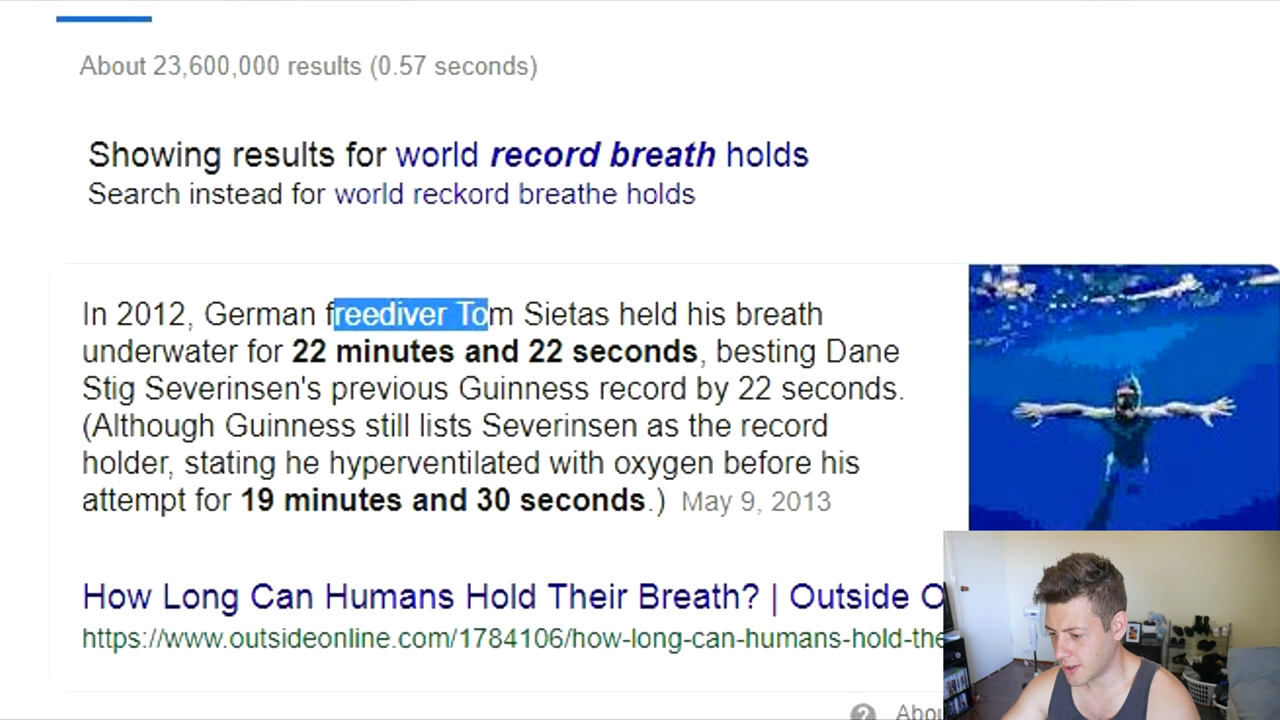 About 23,600,000 results (0.57 seconds)
Showing results for world record breath holds
Search instead for world reckord breathe holds
In 2012, German freediver Tom Sietas held his breath
underwater for 22 minutes and 22 seconds, besting Dane
Stig Severinsen's previous Guinness record by 22 seconds.
(Although Guinness still lists Severinsen as the record
holder, stating he hyperventilated with oxygen before his
attempt for 19 minutes and 30 seconds.) May 9, 2013
How Long Can Humans Hold Their Breath? | Outside O
https://www.outsideonline.com/1784106/how-long-can-humans-hold-the
Abou